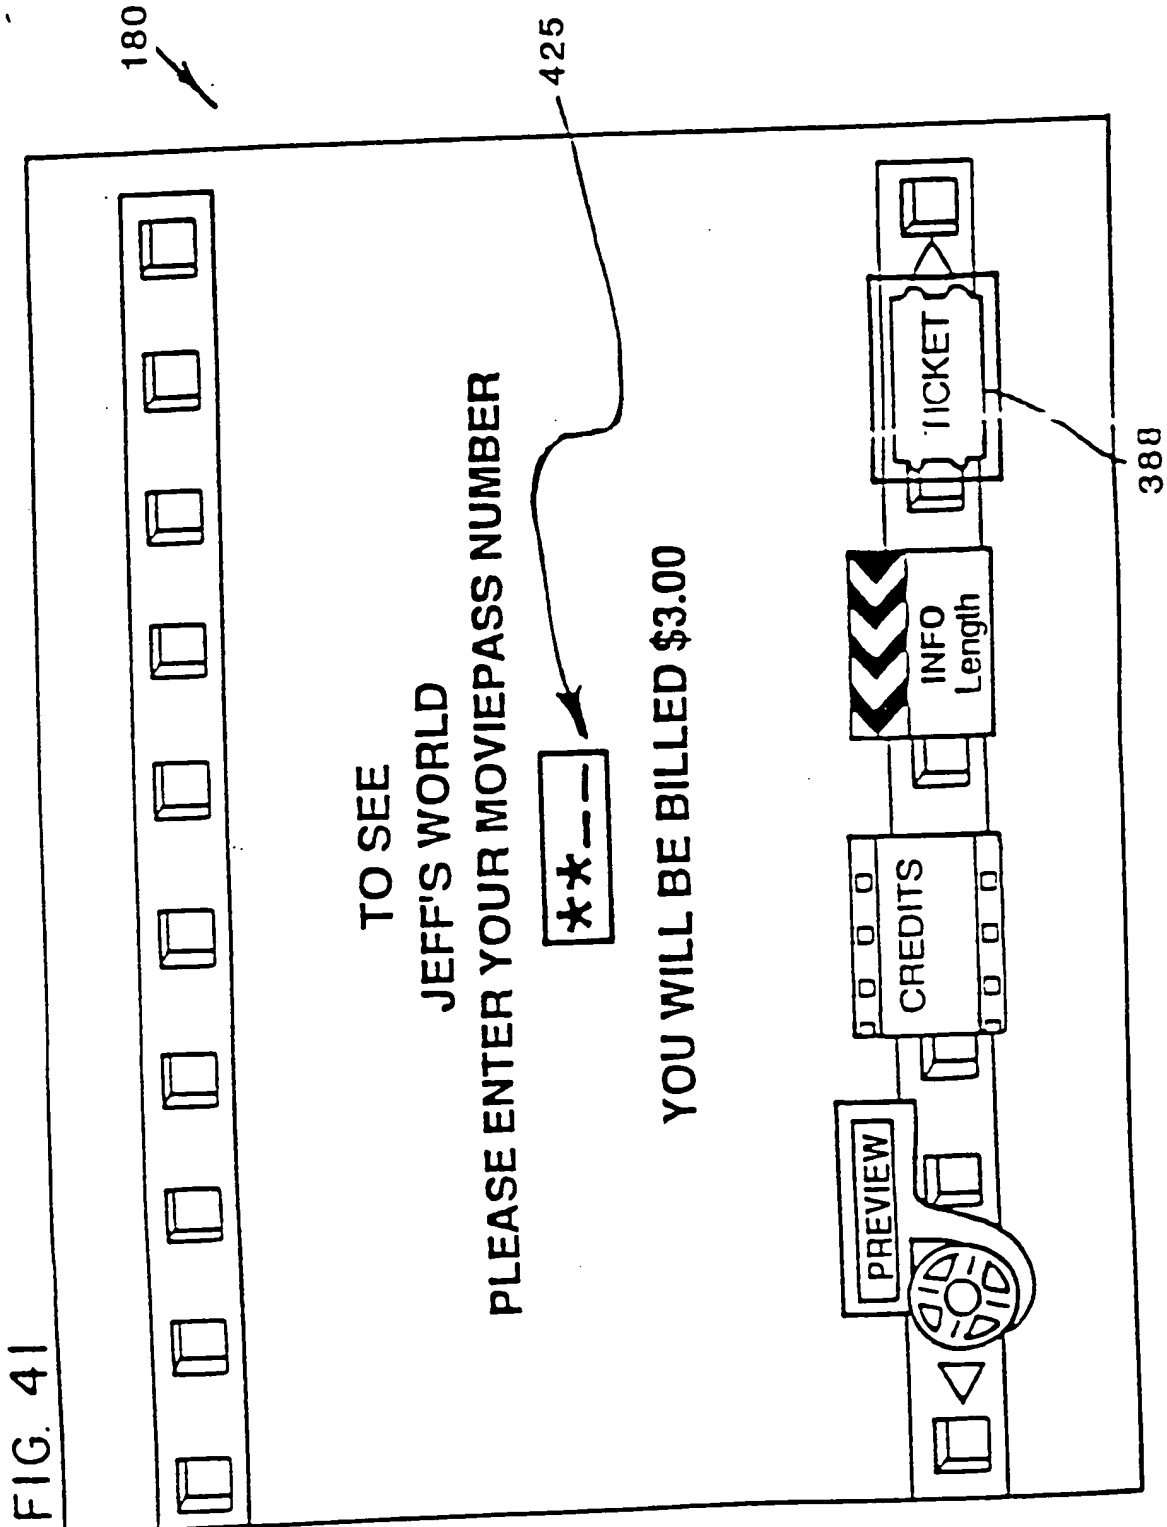 FIG. 41
180
425
TO SEE
JEFF'S WORLD
PLEASE ENTER YOUR MOVIEPASS NUMBER
**__
YOU WILL BE BILLED $3.00
PREVIEW
CREDITS
INFO
Length
TICKET
388